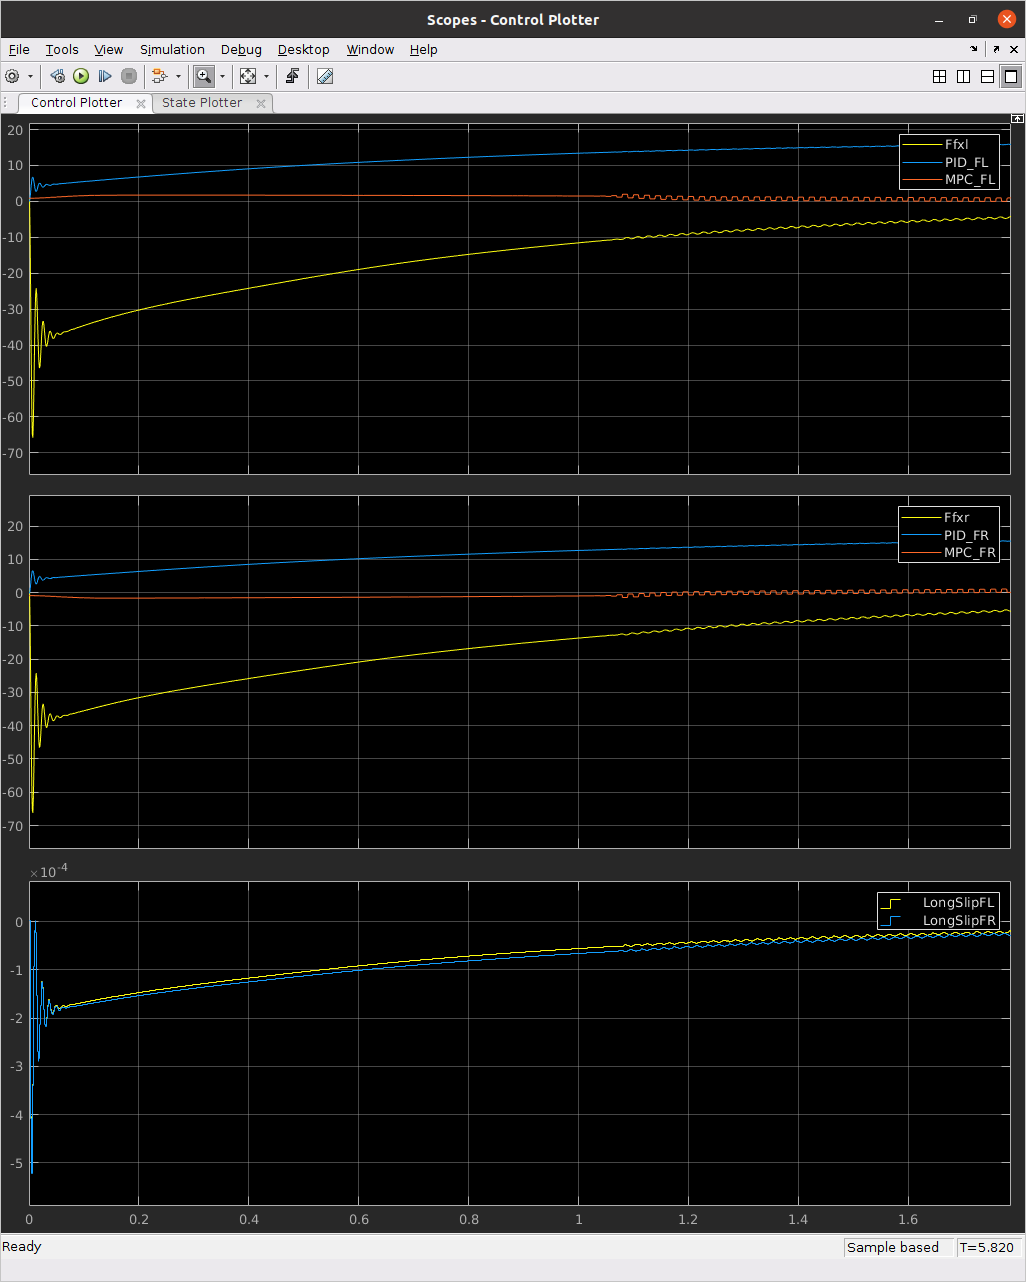 Scopes - Control Plotter
File Tools View Simulation Debug Desktop Window Help
Control Plotter State Plotter
20
10
0
-10
-20
-30
-40
-50
-60
-70
Ffxl
PID_FL
MPC_FL
20
10
0
-10
-20
-30
-40
-50
-60
-70
Ffxr
PID_FR
MPC_FR
×10-4
0
-1
-2
-3
-4
-5
LongSlipFL
LongSlipFR
0 0.2 0.4 0.6 0.8 1 1.2 1.4 1.6
Ready Sample based T=5.820